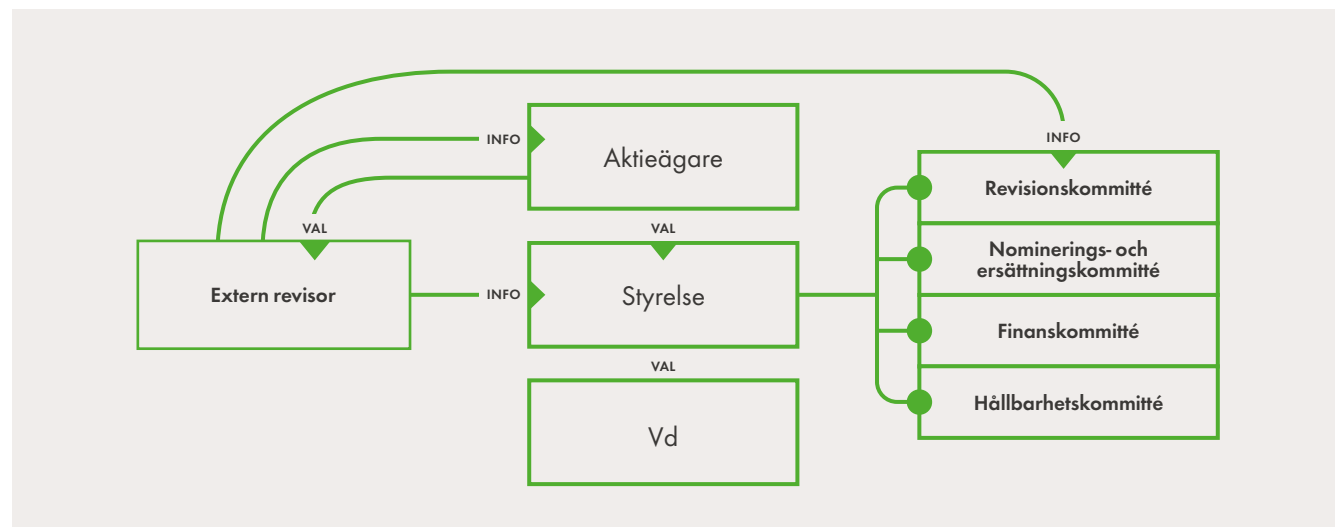 INFO
Aktieägare
INFO
Revisionskommitté
VAL
VAL
Nominerings- och
ersättningskommitté
Extern revisor
INFO
Styrelse
Finanskommitté
VAL
Hållbarhetskommitté
Vd